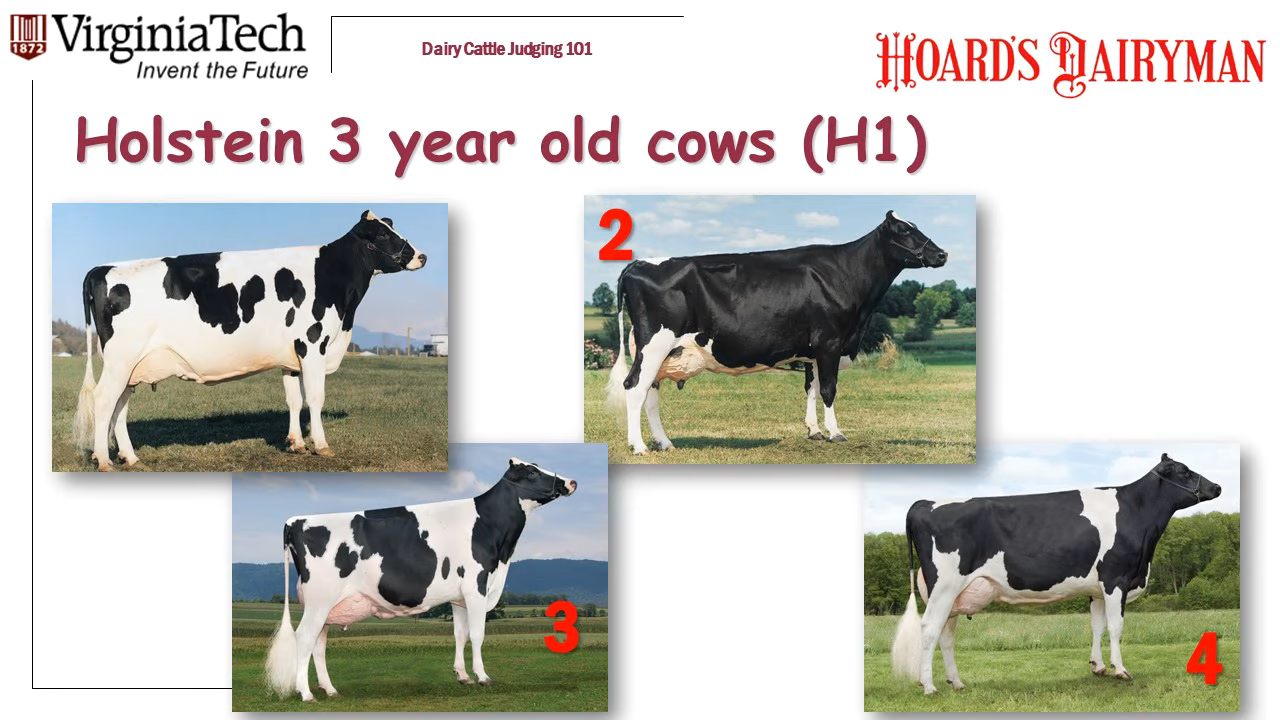 VirginiaTech
1872
Invent the Future
Dairy Cattle Judging 101
HOARD'S DAIRYMAN
Holstein 3 year old cows (H1)
2
3
4